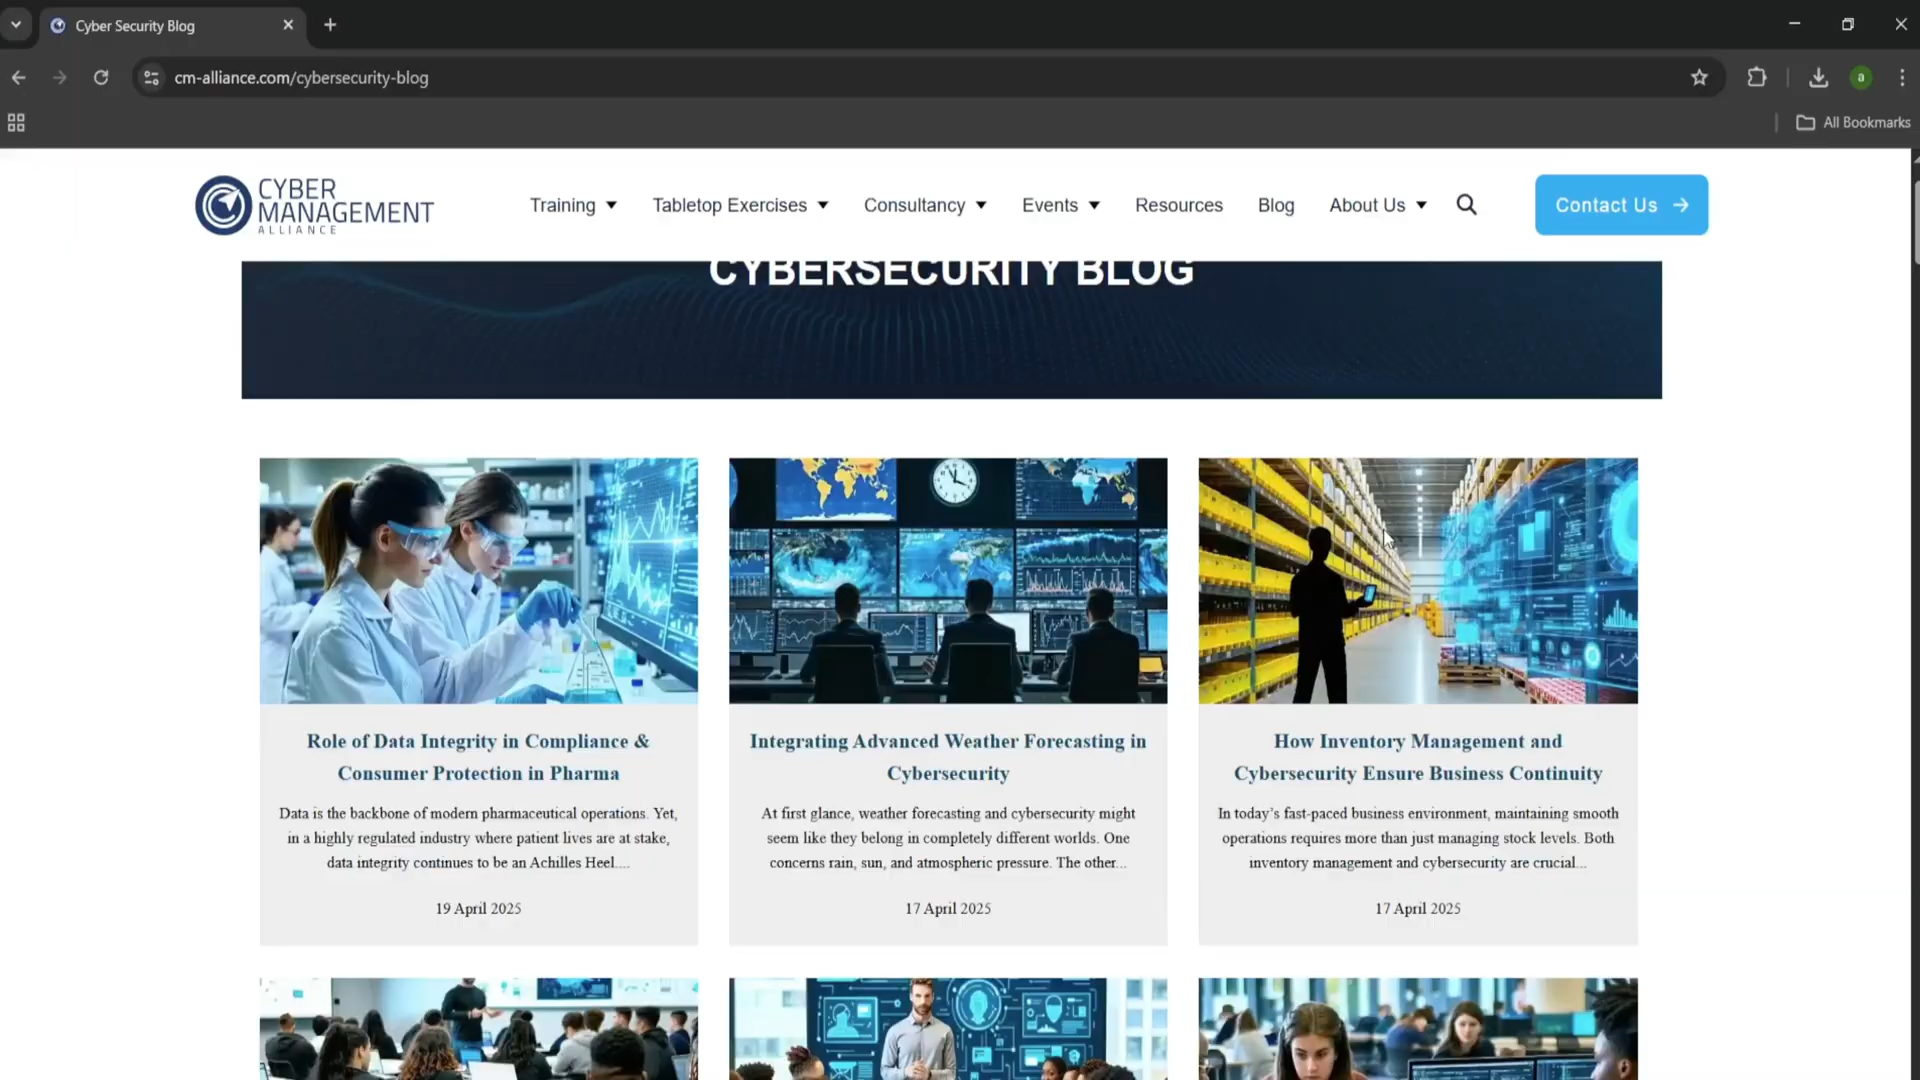 Cyber Security Blog
cm-alliance.com/cybersecurity-blog
a
All Bookmarks
CYBER
MANAGEMENT
ALLIANCE
Training
Tabletop Exercises
Consultancy
Events
Resources
Blog
About Us
Contact Us
CYBERSECURITY BLOG
Role of Data Integrity in Compliance &
Consumer Protection in Pharma
Data is the backbone of modern pharmaceutical operations. Yet,
in a highly regulated industry where patient lives are at stake,
data integrity continues to be an Achilles Heel....
19 April 2025
Integrating Advanced Weather Forecasting in
Cybersecurity
At first glance, weather forecasting and cybersecurity might
seem like they belong in completely different worlds. One
concerns rain, sun, and atmospheric pressure. The other...
17 April 2025
How Inventory Management and
Cybersecurity Ensure Business Continuity
In today’s fast-paced business environment, maintaining smooth
operations requires more than just managing stock levels. Both
inventory management and cybersecurity are crucial...
17 April 2025